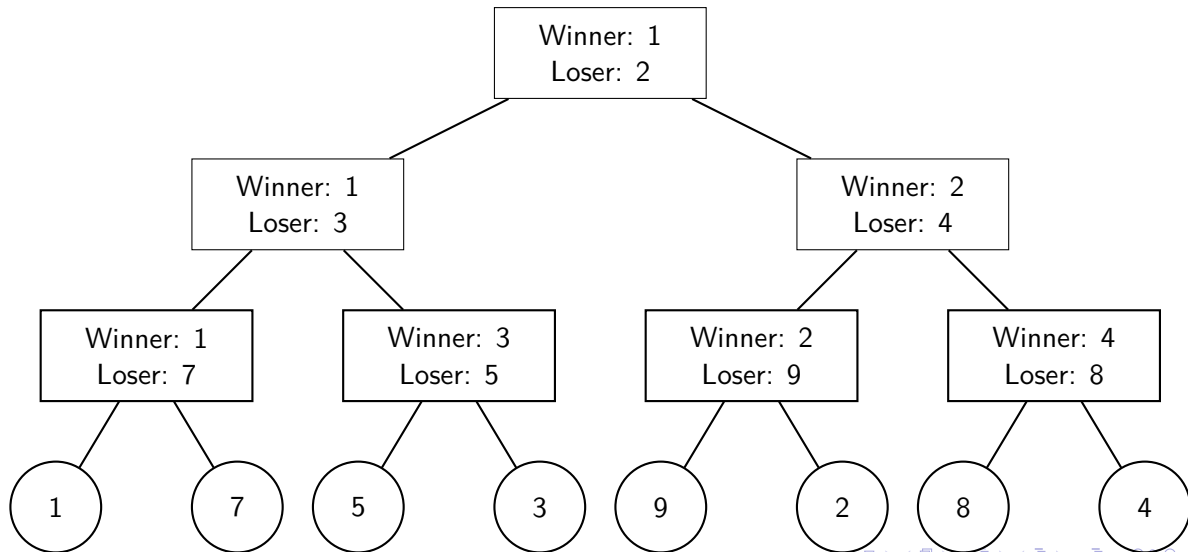 Winner: 1
Loser: 2
Winner: 1
Loser: 3
Winner: 2
Loser: 4
Winner: 1
Loser: 7
Winner: 3
Loser: 5
Winner: 2
Loser: 9
Winner: 4
Loser: 8
1
7
5
3
9
2
8
4